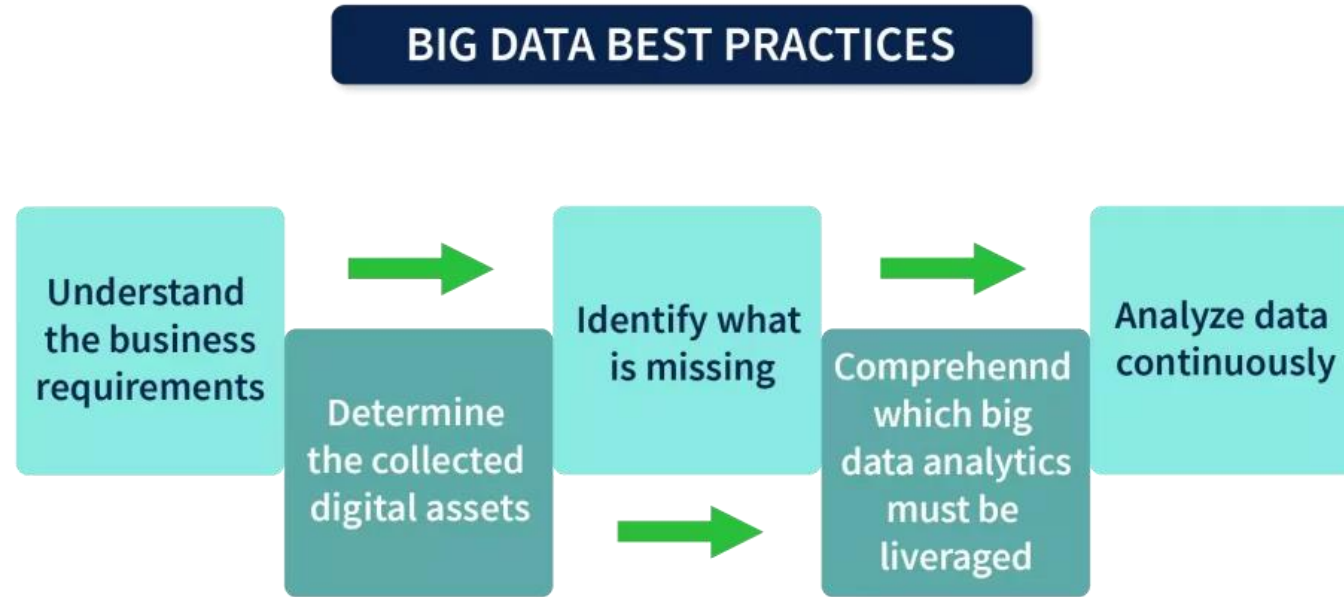 BIG DATA BEST PRACTICES
Understand
the business
requirements
Determine
the collected
digital assets
Identify what
is missing
Comprehennd
which big
data analytics
must be
liveraged
Analyze data
continuously